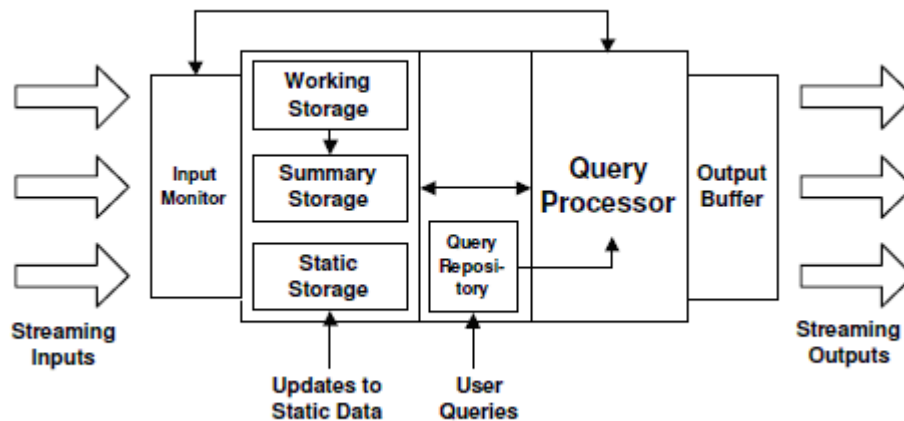 Working
Storage
Input
Monitor
Summary
Storage
Static
Storage
Query
Reposi-
tory
Query
Processor
Output
Buffer
Streaming
Inputs
Updates to
Static Data
User
Queries
Streaming
Outputs